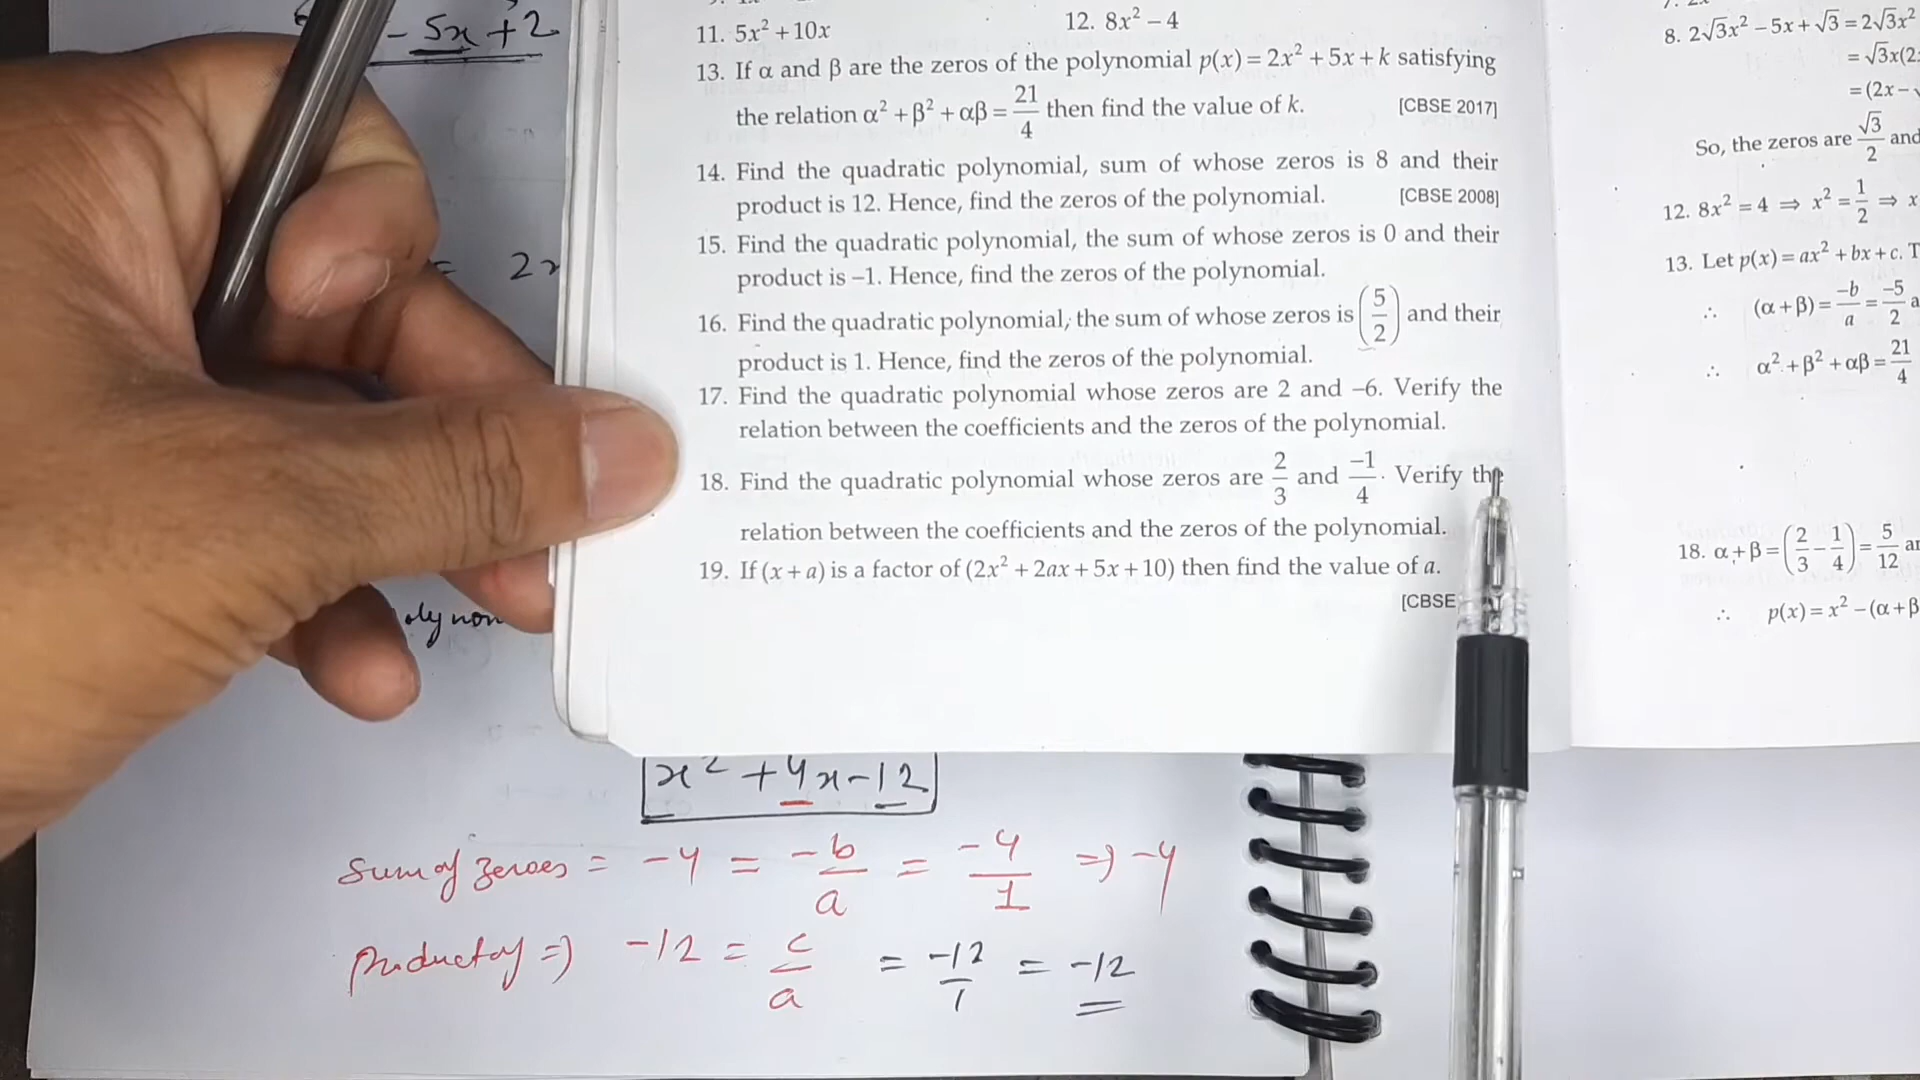 - 5x + 2
= 2x
olynom
11. 5x² + 10x
12. 8x² – 4
13. If α and β are the zeros of the polynomial p(x) = 2x² + 5x + k satisfying
the relation α² + β² + αβ = 21/4 then find the value of k. [CBSE 2017]
14. Find the quadratic polynomial, sum of whose zeros is 8 and their
product is 12. Hence, find the zeros of the polynomial. [CBSE 2008]
15. Find the quadratic polynomial, the sum of whose zeros is 0 and their
product is –1. Hence, find the zeros of the polynomial.
16. Find the quadratic polynomial, the sum of whose zeros is (5/2) and their
product is 1. Hence, find the zeros of the polynomial.
17. Find the quadratic polynomial whose zeros are 2 and –6. Verify the
relation between the coefficients and the zeros of the polynomial.
18. Find the quadratic polynomial whose zeros are 2/3 and -1/4. Verify the
relation between the coefficients and the zeros of the polynomial.
19. If (x + a) is a factor of (2x² + 2ax + 5x + 10) then find the value of a.
[CBSE
8. 2√3x² – 5x + √3 = 2√3x²
= √3x(2
= (2x –
So, the zeros are √3/2 and
12. 8x² = 4 ⇒ x² = 1/2 ⇒ x
13. Let p(x) = ax² + bx + c. T
∴ (α + β) = -b/a = -5/2 a
∴ α² + β² + αβ = 21/4
18. α + β = (2/3 – 1/4) = 5/12 an
∴ p(x) = x² – (α + β
x² + 4x - 12
Sum of zeroes = -4 = -b/a = -4/1 => -4
Product of => -12 = c/a = -12/1 = -12